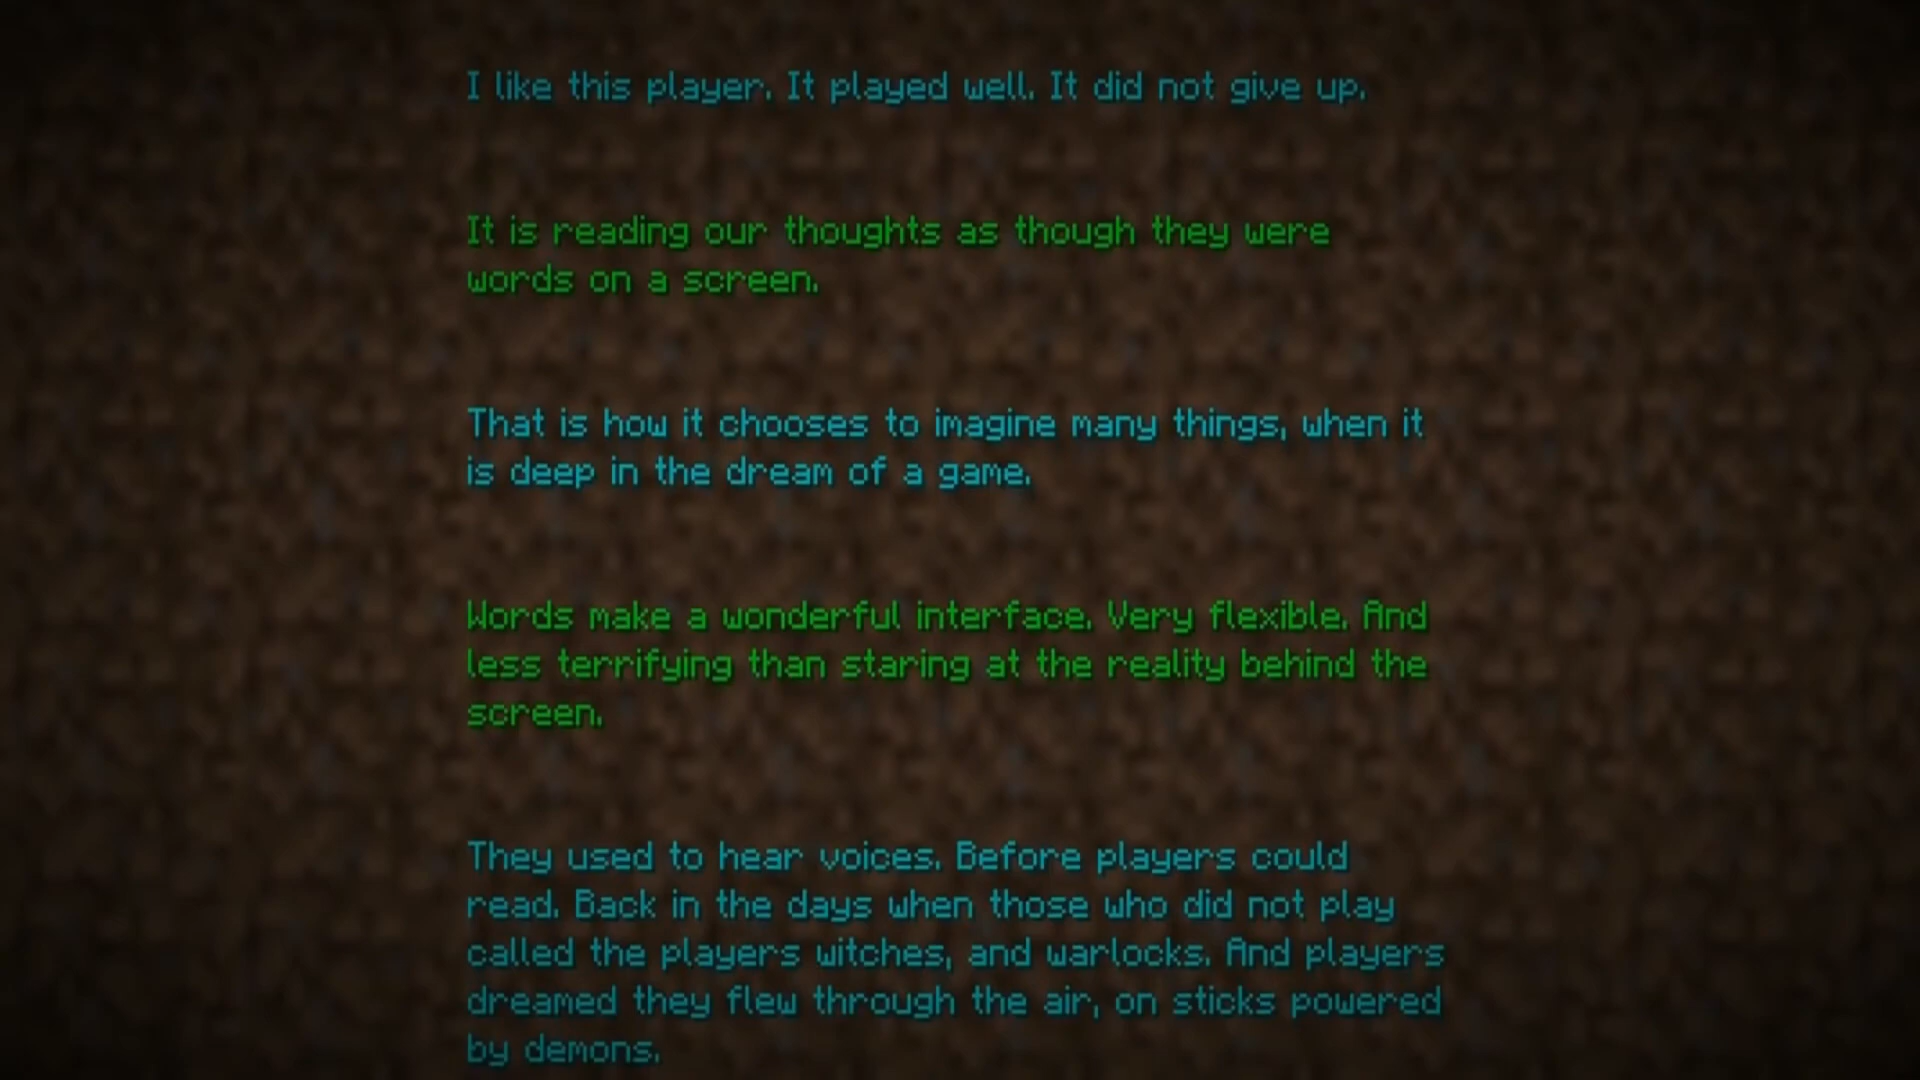 I like this player. It played well. It did not give up.
It is reading our thoughts as though they were
words on a screen.
That is how it chooses to imagine many things, when it
is deep in the dream of a game.
Words make a wonderful interface. Very flexible. And
less terrifying than staring at the reality behind the
screen.
They used to hear voices. Before players could
read. Back in the days when those who did not play
called the players witches, and warlocks. And players
dreamed they flew through the air, on sticks powered
by demons.